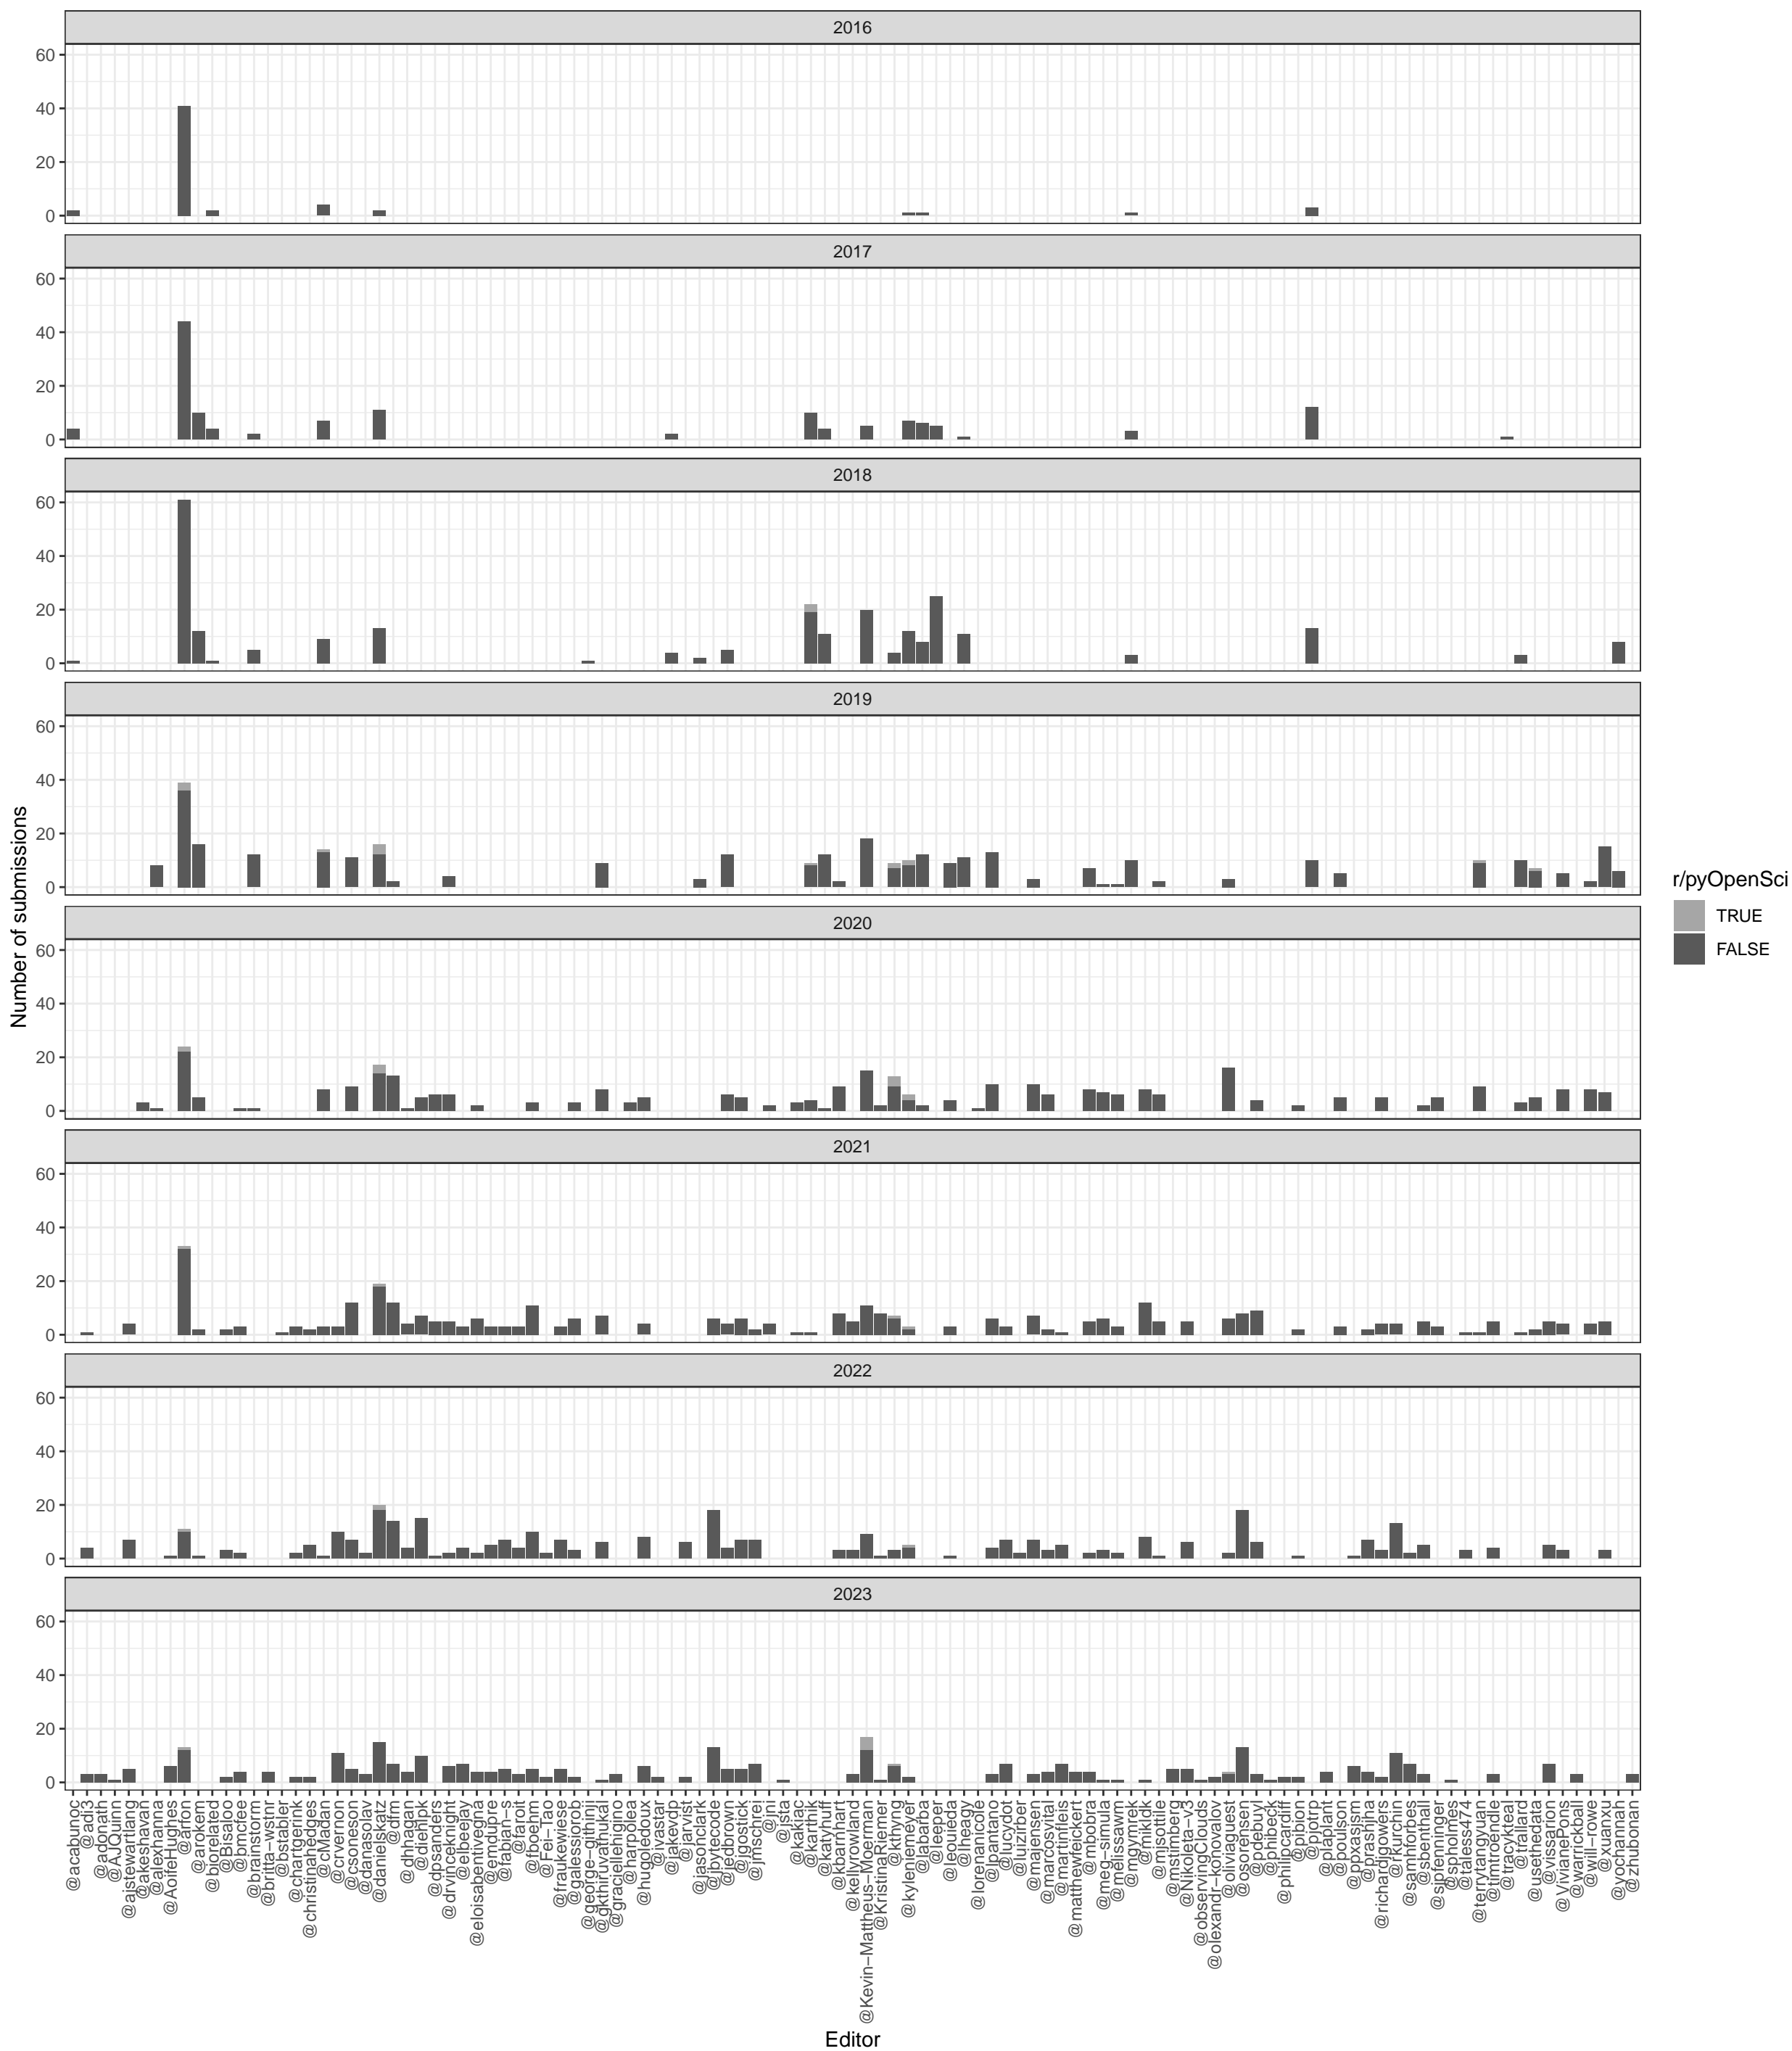 2016
60
40
20
0
2017
60
40
20
0
2018
60
40
20
0
2019
60
40
20
0
2020
60
40
20
0
2021
60
40
20
0
2022
60
40
20
0
2023
60
40
20
0
Number of submissions
@acabunoc
@adi3
@adonath
@AJQuinn
@ajstewartlang
@akeshavan
@alexhanna
@AoifeHughes
@arfon
@arokem
@biorelated
@Bisaloo
@bmcfee
@brainstorm
@britta-wstnr
@bstabler
@chartgerink
@christinahedges
@cMadan
@crvernon
@csoneson
@danasolav
@danielskatz
@dfm
@dhhagan
@diehlpk
@dpsanders
@drvinceknight
@elbeejay
@eloisabentivegna
@emdupre
@fabian-s
@faroit
@fboehm
@Fei-Tao
@fraukewiese
@galessiorob
@george-githinji
@gkthiruvathukal
@graciellehigino
@harpolea
@hugoledoux
@ivastar
@jakevdp
@jarvist
@jasonclark
@jbytecode
@jedbrown
@jgostick
@jmschrei
@jni
@jsta
@kakiac
@karthik
@katyhuff
@kbarnhart
@kellyrowland
@Kevin-Mattheus-Moerman
@KristinaRiemer
@kthyng
@kyleniemeyer
@labarba
@leeper
@leouieda
@lheagy
@lorenanicole
@lpantano
@lucydot
@luizirber
@majensen
@marcosvital
@martinfleis
@matthewfeickert
@mbobra
@meg-simula
@melissawm
@mgymrek
@mikldk
@mjsottile
@mstimberg
@Nikoleta-v3
@observingClouds
@olexandr-konovalov
@oliviaguest
@osorensen
@pdebuyl
@phibeck
@philipcardiff
@pibion
@pjotrp
@plaplant
@poulson
@ppxasjsm
@prashjha
@richardjgowers
@rkurchin
@samhforbes
@sbenthall
@sjpfenninger
@spholmes
@taless474
@terrytangyuan
@timtroendle
@tracykteal
@trallard
@usethedata
@vissarion
@VivianePons
@warrickball
@will-rowe
@xuanxu
@yochannah
@zhubonan
Editor
r/pyOpenSci
TRUE
FALSE